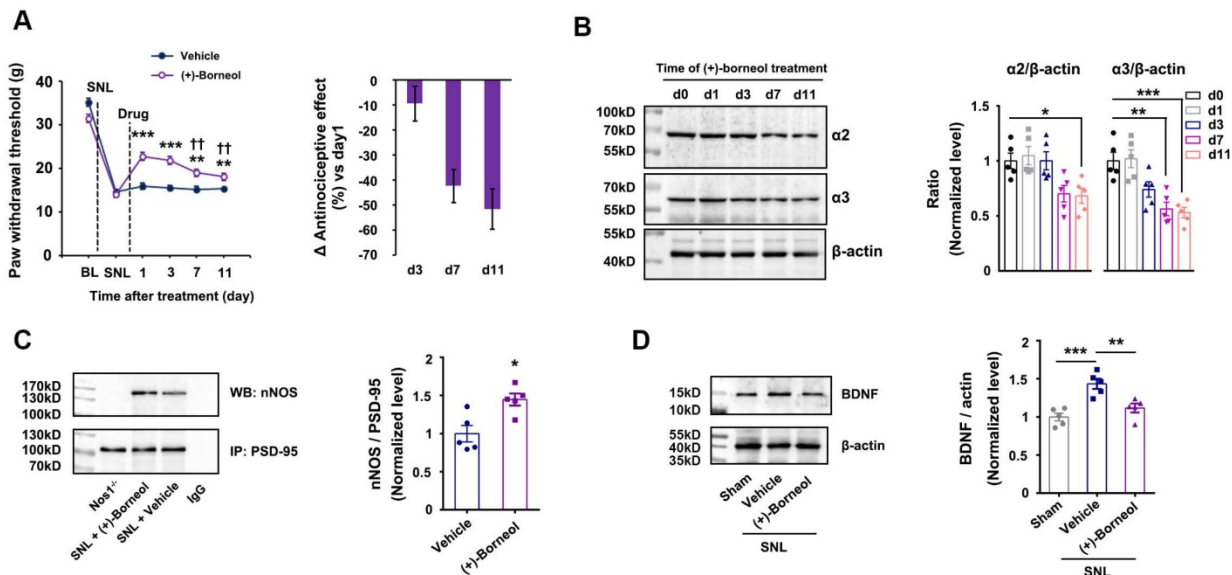 A
Vehicle
(+)-Borneol
Paw withdrawal threshold (g)
40
30
20
10
0
SNL
Drug
*** *** †† ††
** **
BL SNL 1 3 7 11
Time after treatment (day)
Δ Antinociceptive effect
(%) vs day1
0
-10
-20
-30
-40
-50
-60
-70
d3 d7 d11
B
Time of (+)-borneol treatment
d0 d1 d3 d7 d11
100kD
70kD
55kD
α2
70kD
55kD
α3
55kD
40kD
β-actin
α2/β-actin α3/β-actin
Ratio
(Normalized level)
1.5
1
0.5
0
*
***
**
d0
d1
d3
d7
d11
C
170kD
130kD
100kD
WB: nNOS
130kD
100kD
70kD
IP: PSD-95
Nos1-/-
SNL + (+)-Borneol
SNL + Vehicle
IgG
nNOS / PSD-95
(Normalized level)
2
1.5
1
0.5
0
*
Vehicle
(+)-Borneol
D
15kD
10kD
BDNF
55kD
40kD
35kD
β-actin
Sham
Vehicle
(+)-Borneol
SNL
BDNF / actin
(Normalized level)
2
1.5
1
0.5
0
*** **
Sham
Vehicle
(+)-Borneol
SNL